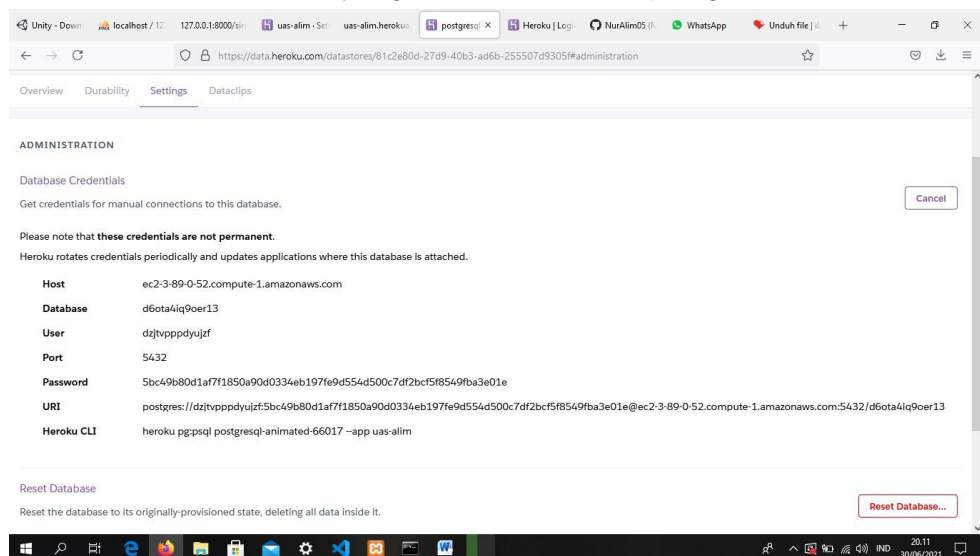 Unity - Down
localhost / 12
127.0.0.1:8000/sin
uas-alim · Set
uas-alim.herokua
postgresql
Heroku | Logi
NurAlim05 (N
WhatsApp
Unduh file | iL
https://data.heroku.com/datastores/81c2e80d-27d9-40b3-ad6b-255507d9305f#administration
Overview Durability Settings Dataclips
ADMINISTRATION
Database Credentials
Get credentials for manual connections to this database.
Cancel
Please note that these credentials are not permanent.
Heroku rotates credentials periodically and updates applications where this database is attached.
Host ec2-3-89-0-52.compute-1.amazonaws.com
Database d6ota4iq9oer13
User dzjtvpppdyujzf
Port 5432
Password 5bc49b80d1af7f1850a90d0334eb197fe9d554d500c7df2bcf5f8549fba3e01e
URI postgres://dzjtvpppdyujzf:5bc49b80d1af7f1850a90d0334eb197fe9d554d500c7df2bcf5f8549fba3e01e@ec2-3-89-0-52.compute-1.amazonaws.com:5432/d6ota4iq9oer13
Heroku CLI heroku pg:psql postgresql-animated-66017 --app uas-alim
Reset Database
Reset the database to its originally-provisioned state, deleting all data inside it.
Reset Database...
IND
20.11
30/06/2021